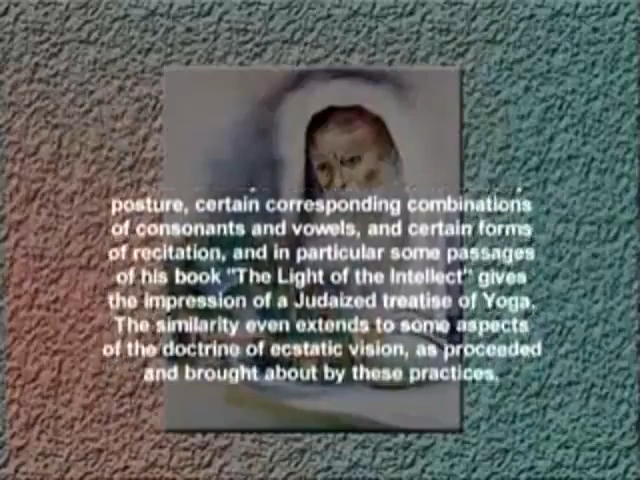 posture, certain corresponding combinations
of consonants and vowels, and certain forms
of recitation, and in particular some passages
of his book "The Light of the Intellect" gives
the impression of a Judaized treatise of Yoga.
The similarity even extends to some aspects
of the doctrine of ecstatic vision, as proceeded
and brought about by these practices.